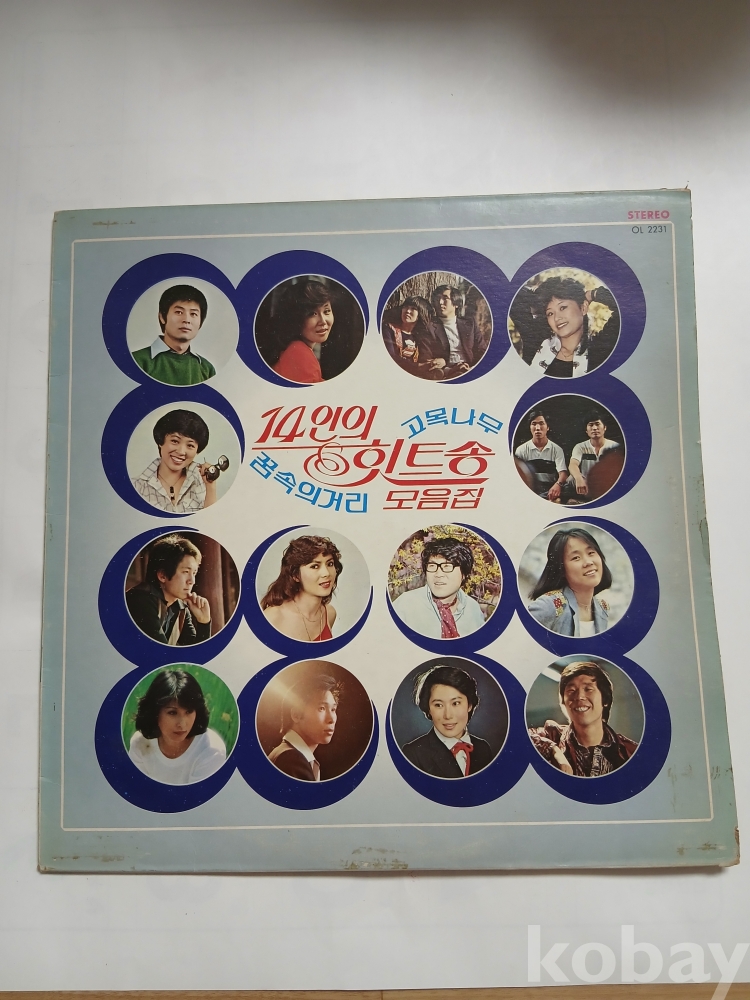 STEREO
OL 2231
14인의
고목나무
힛트송
꿈속의거리
모음집
kobay